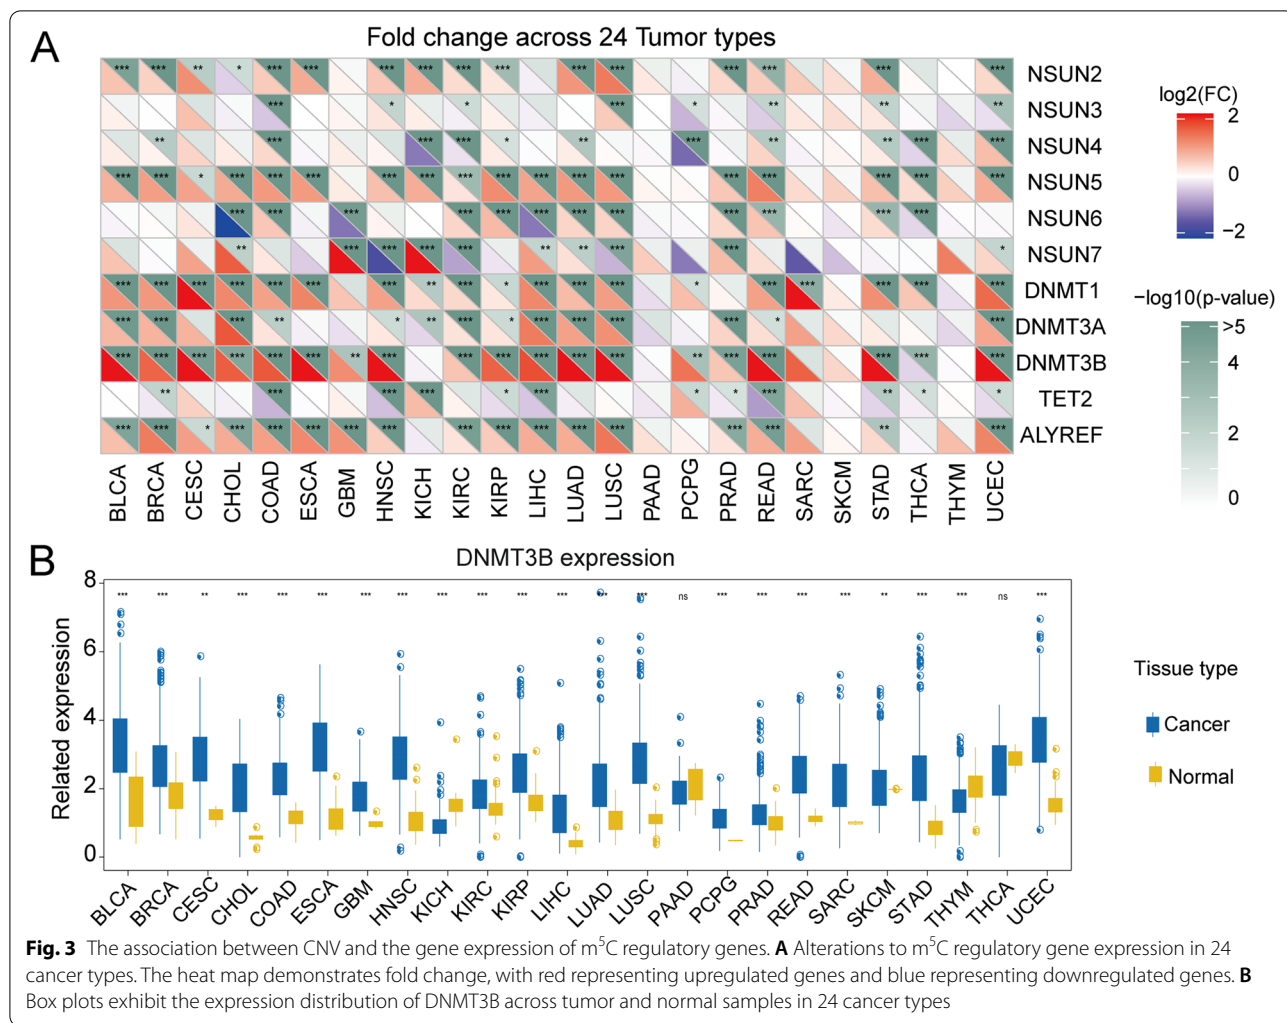 A
Fold change across 24 Tumor types
*** *** ** * *** *** *** *** *** *** *** *** *** *** *** *** NSUN2
*** * * *** * ** ** ** NSUN3
** *** *** *** * ** *** ** ** *** *** NSUN4
*** *** * *** *** *** *** *** *** *** *** *** *** *** *** *** *** *** NSUN5
*** *** *** *** *** *** *** *** *** *** *** *** NSUN6
** *** *** *** *** ** ** *** *** * NSUN7
*** *** *** *** *** *** *** ** *** * *** *** *** * *** *** *** *** *** DNMT1
*** *** *** ** * ** *** * *** *** *** *** * *** DNMT3A
*** *** *** *** *** *** ** *** *** *** *** *** *** ** *** *** *** *** *** DNMT3B
** *** *** *** * *** * * *** ** * * TET2
*** *** * *** *** *** *** *** *** *** *** *** *** *** *** ** *** ALYREF
BLCA BRCA CESC CHOL COAD ESCA GBM HNSC KICH KIRC KIRP LIHC LUAD LUSC PAAD PCPG PRAD READ SARC SKCM STAD THCA THYM UCEC
log2(FC)
2
0
−2
−log10(p-value)
>5
4
2
0
B
DNMT3B expression
Related expression
8
6
4
2
0
*** *** ** *** *** *** *** *** *** *** *** *** *** *** ns *** *** *** *** ** *** *** ns ***
BLCA BRCA CESC CHOL COAD ESCA GBM HNSC KICH KIRC KIRP LIHC LUAD LUSC PAAD PCPG PRAD READ SARC SKCM STAD THYM THCA UCEC
Tissue type
Cancer
Normal
Fig. 3 The association between CNV and the gene expression of m⁵C regulatory genes. A Alterations to m⁵C regulatory gene expression in 24
cancer types. The heat map demonstrates fold change, with red representing upregulated genes and blue representing downregulated genes. B
Box plots exhibit the expression distribution of DNMT3B across tumor and normal samples in 24 cancer types